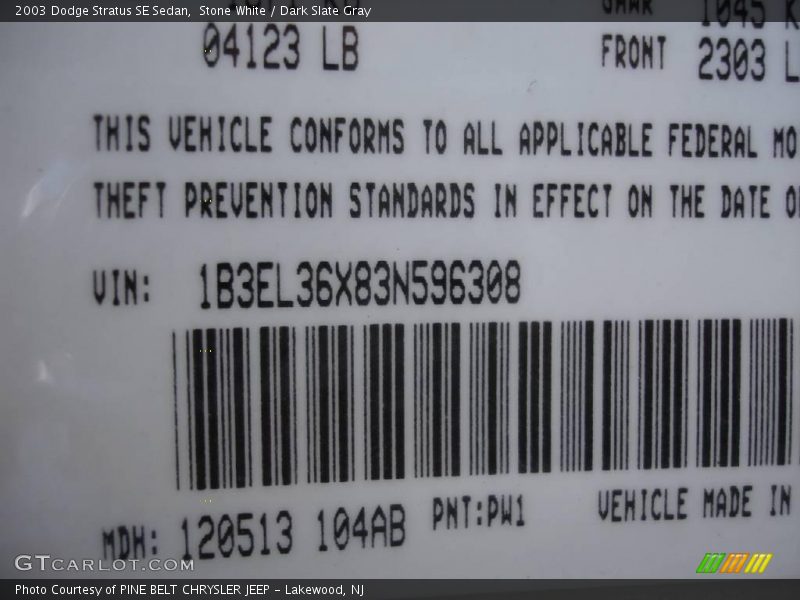 2003 Dodge Stratus SE Sedan, Stone White / Dark Slate Gray
1045 K
04123 LB
FRONT 2303 L
THIS VEHICLE CONFORMS TO ALL APPLICABLE FEDERAL MO
THEFT PREVENTION STANDARDS IN EFFECT ON THE DATE O
VIN: 1B3EL36X83N596308
MDH: 120513 104AB PNT:PW1 VEHICLE MADE IN
GTCARLOT.COM
Photo Courtesy of PINE BELT CHRYSLER JEEP - Lakewood, NJ